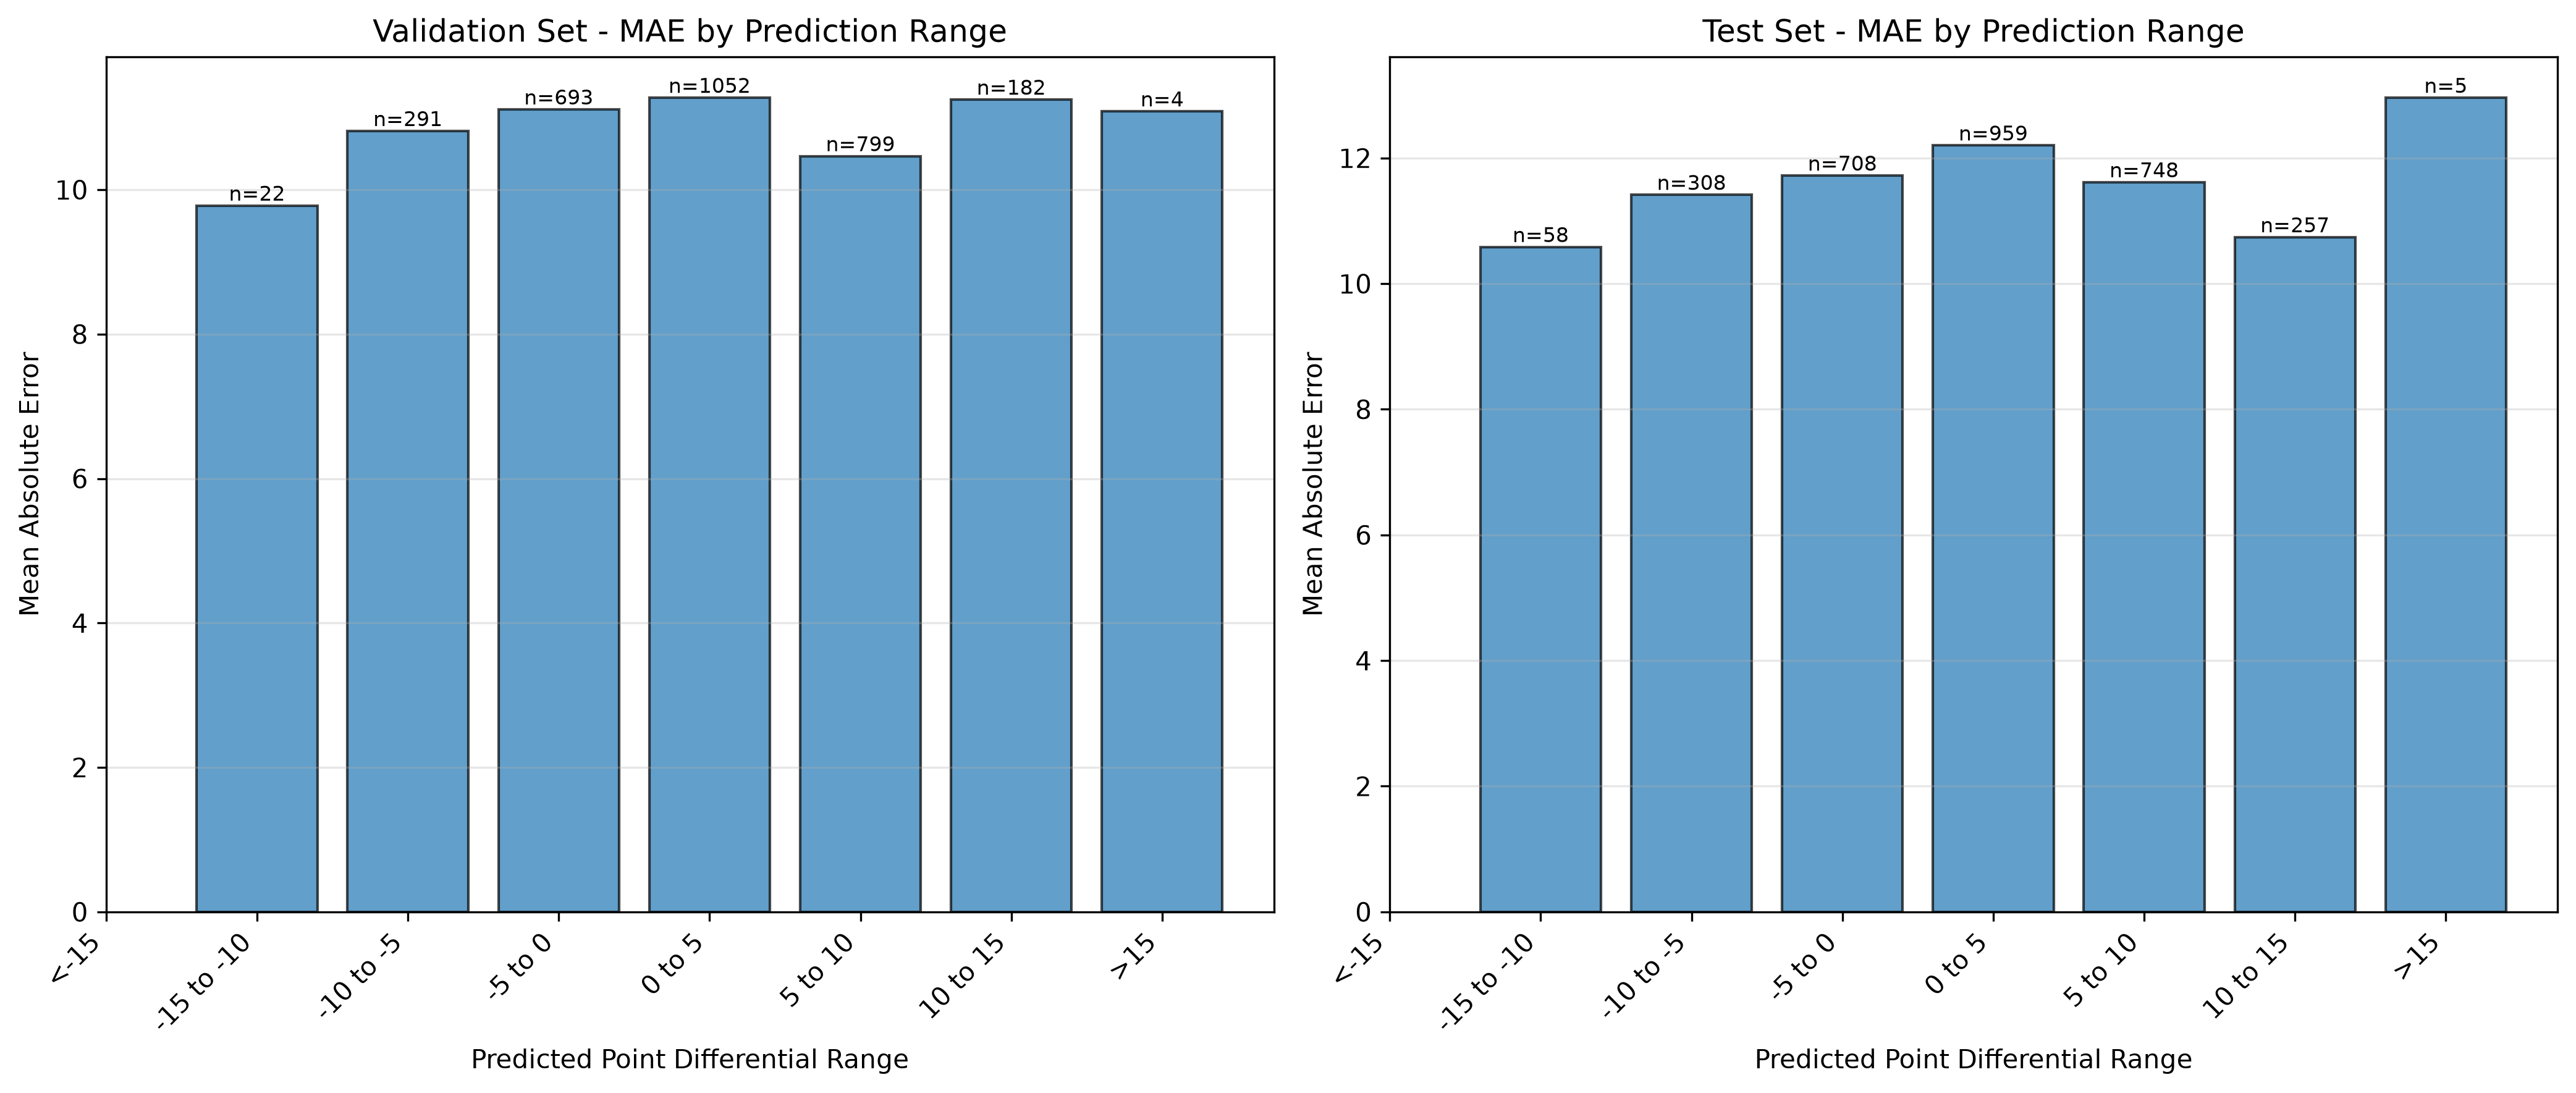 Validation Set - MAE by Prediction Range
Mean Absolute Error
10
8
6
4
2
0
n=22
n=291
n=693
n=1052
n=799
n=182
n=4
<-15
-15 to -10
-10 to -5
-5 to 0
0 to 5
5 to 10
10 to 15
>15
Predicted Point Differential Range
Test Set - MAE by Prediction Range
Mean Absolute Error
12
10
8
6
4
2
0
n=58
n=308
n=708
n=959
n=748
n=257
n=5
<-15
-15 to -10
-10 to -5
-5 to 0
0 to 5
5 to 10
10 to 15
>15
Predicted Point Differential Range